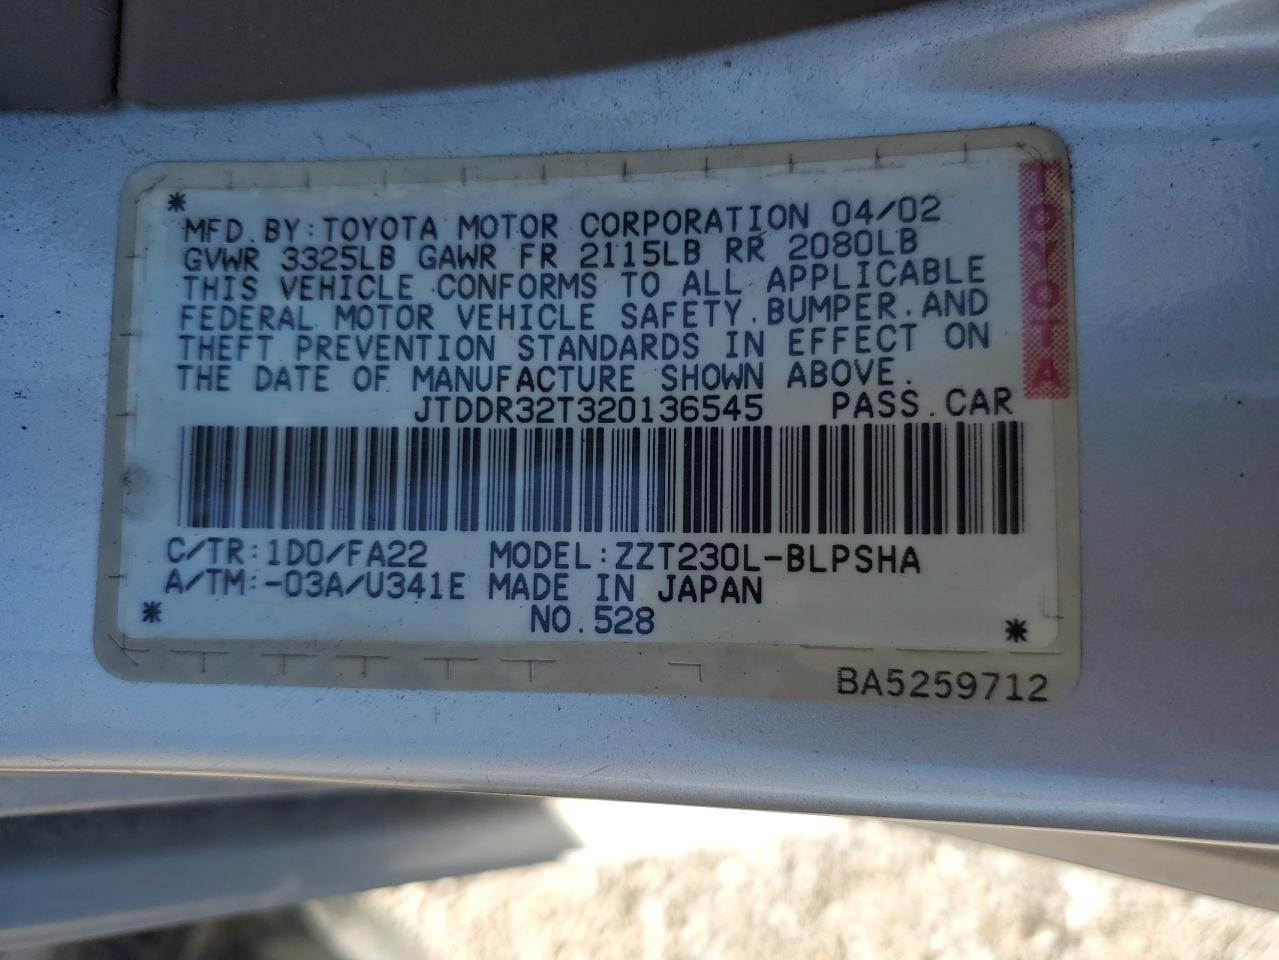 *
MFD. BY: TOYOTA MOTOR CORPORATION 04/02
GVWR 3325LB GAWR FR 2115LB RR 2080LB
THIS VEHICLE CONFORMS TO ALL APPLICABLE
FEDERAL MOTOR VEHICLE SAFETY, BUMPER, AND
THEFT PREVENTION STANDARDS IN EFFECT ON
THE DATE OF MANUFACTURE SHOWN ABOVE.
JTDDR32T320136545 PASS. CAR
C/TR: 1D0/FA22 MODEL: ZZT230L-BLPSHA
A/TM: -03A/U341E MADE IN JAPAN
* NO. 528 *
BA5259712
TOYOTA